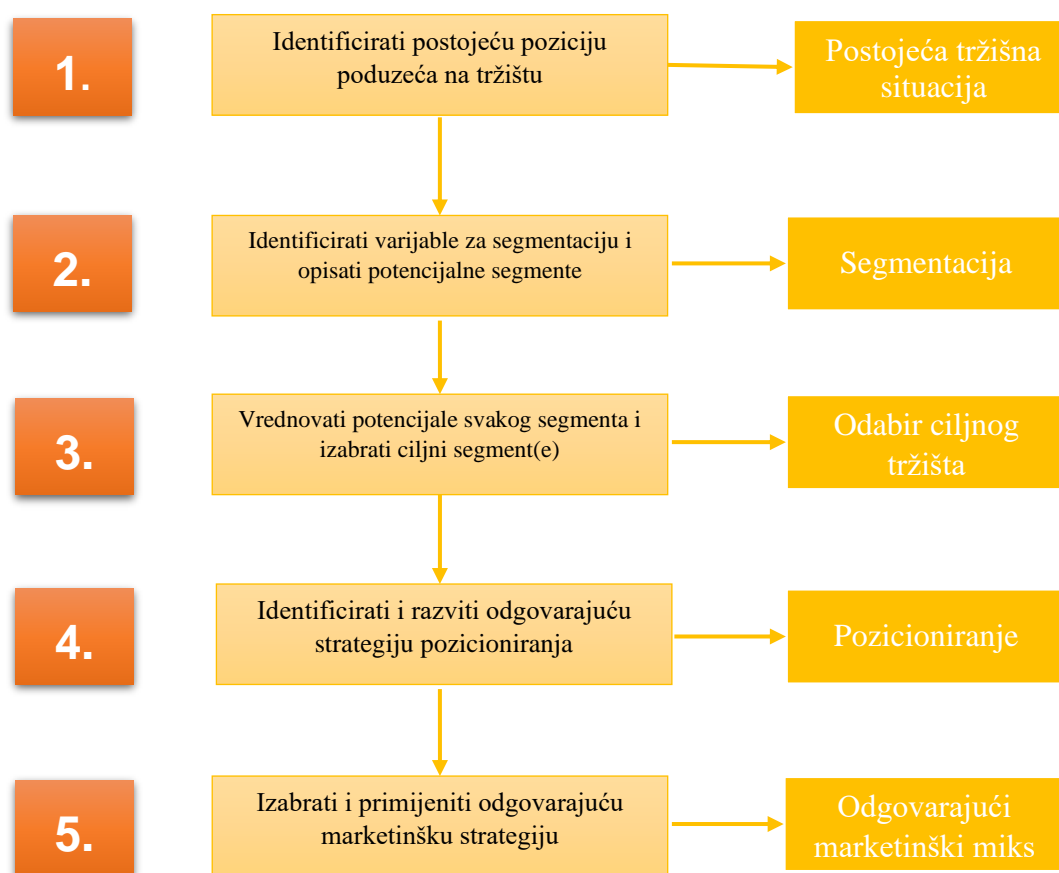 1.
Identificirati postojeću poziciju
poduzeća na tržištu
Postojeća tržišna
situacija
2.
Identificirati varijable za segmentaciju i
opisati potencijalne segmente
Segmentacija
3.
Vrednovati potencijale svakog segmenta i
izabrati ciljni segment(e)
Odabir ciljnog
tržišta
4.
Identificirati i razviti odgovarajuću
strategiju pozicioniranja
Pozicioniranje
5.
Izabrati i primijeniti odgovarajuću
marketinšku strategiju
Odgovarajući
marketinški miks